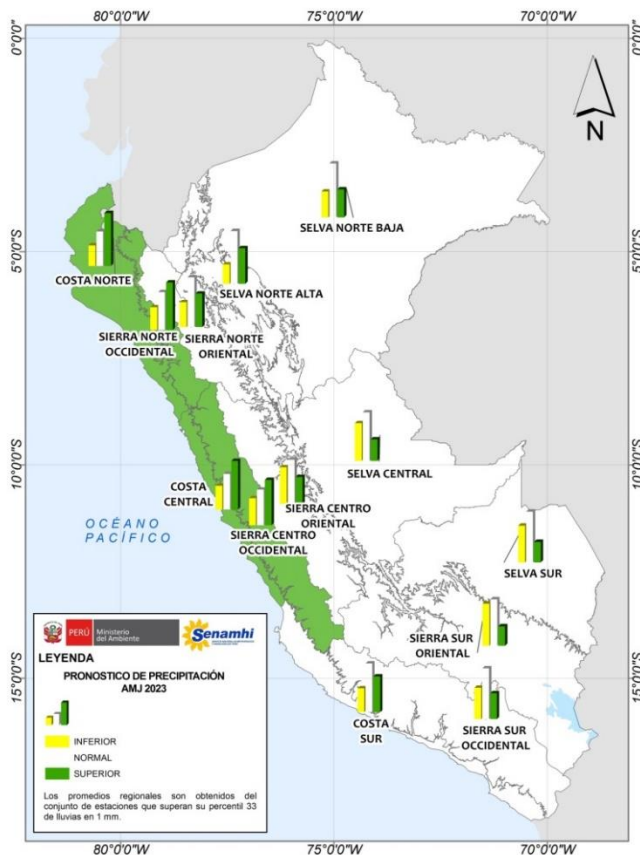 80°0'0"W 75°0'0"W 70°0'0"W
0°0'0" 0°0'0"
N
SELVA NORTE BAJA
5°0'0"S 5°0'0"S
COSTA NORTE
SELVA NORTE ALTA
SIERRA NORTE
OCCIDENTAL
SIERRA NORTE
ORIENTAL
SELVA CENTRAL
10°0'0"S 10°0'0"S
COSTA
CENTRAL
SIERRA CENTRO
ORIENTAL
SIERRA CENTRO
OCCIDENTAL
OCÉANO
PACÍFICO
SELVA SUR
SIERRA SUR
ORIENTAL
15°0'0"S 15°0'0"S
COSTA
SUR
SIERRA SUR
OCCIDENTAL
PERÚ Ministerio
del Ambiente
Senamhi
LEYENDA
PRONOSTICO DE PRECIPITACIÓN
AMJ 2023
INFERIOR
NORMAL
SUPERIOR
Los promedios regionales son obtenidos del
conjunto de estaciones que superan su percentil 33
de lluvias en 1 mm.
80°0'0"W 75°0'0"W 70°0'0"W